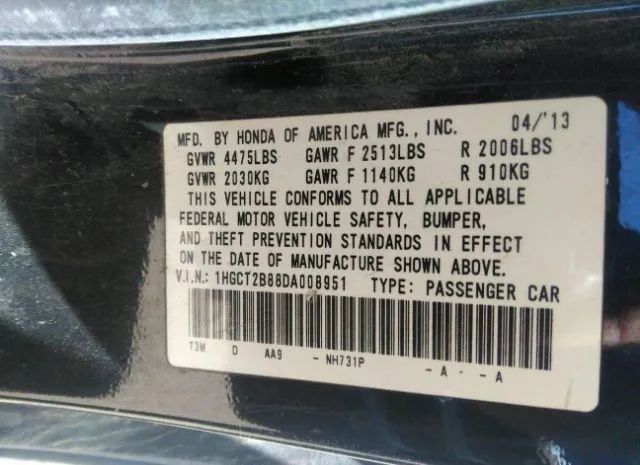 MFD. BY HONDA OF AMERICA MFG., INC. 04/'13
GVWR 4475LBS GAWR F 2513LBS R 2006LBS
GVWR 2030KG GAWR F 1140KG R 910KG
THIS VEHICLE CONFORMS TO ALL APPLICABLE
FEDERAL MOTOR VEHICLE SAFETY, BUMPER,
AND THEFT PREVENTION STANDARDS IN EFFECT
ON THE DATE OF MANUFACTURE SHOWN ABOVE.
V.I.N.: 1HGCT2B88DA008951 TYPE: PASSENGER CAR
T3M D AA9 - NH731P - A - - A